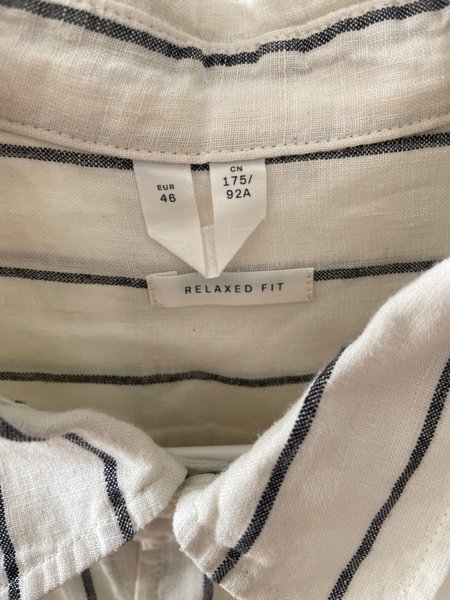 EUR
46
CN
175/
92A
RELAXED FIT